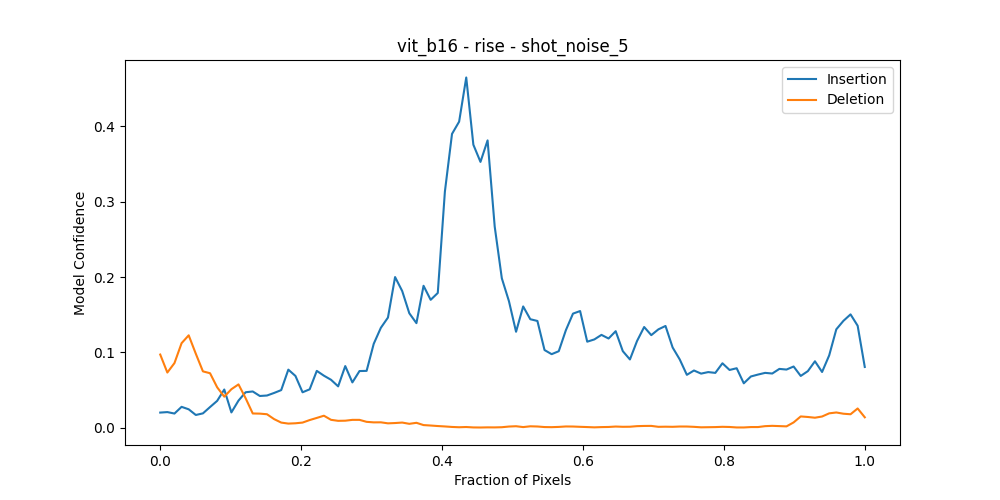 vit_b16 - rise - shot_noise_5
Insertion
Deletion
Model Confidence
0.4
0.3
0.2
0.1
0.0
0.0 0.2 0.4 0.6 0.8 1.0
Fraction of Pixels